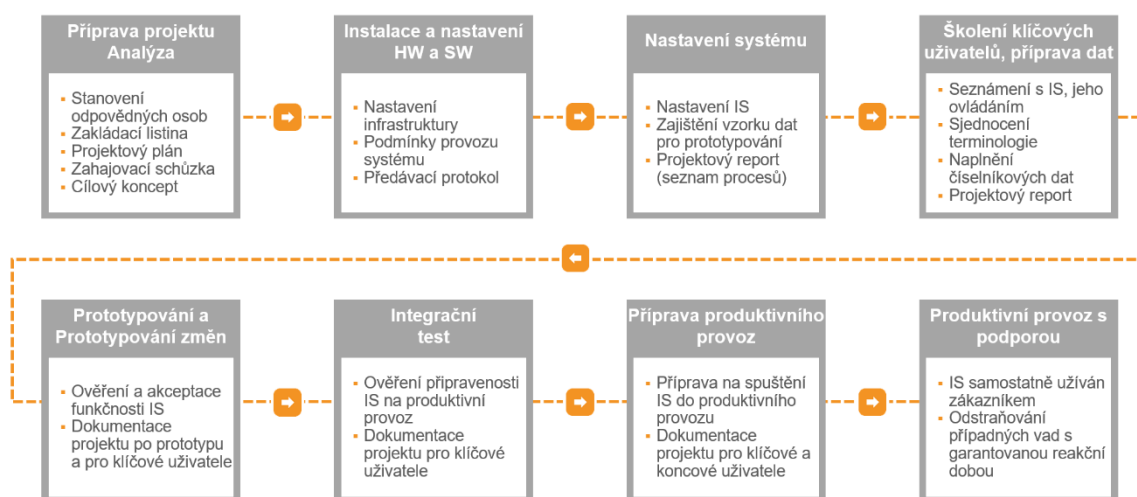 Příprava projektu
Analýza
▪ Stanovení
odpovědných osob
▪ Zakládací listina
▪ Projektový plán
▪ Zahajovací schůzka
▪ Cílový koncept
Instalace a nastavení
HW a SW
▪ Nastavení
infrastruktury
▪ Podmínky provozu
systému
▪ Předávací protokol
Nastavení systému
▪ Nastavení IS
▪ Zajištění vzorku dat
pro prototypování
▪ Projektový report
(seznam procesů)
Školení klíčových
uživatelů, příprava dat
▪ Seznámení s IS, jeho
ovládáním
▪ Sjednocení
terminologie
▪ Naplnění
číselníkových dat
▪ Projektový report
Prototypování a
Prototypování změn
▪ Ověření a akceptace
funkčnosti IS
▪ Dokumentace
projektu po prototypu
a pro klíčové uživatele
Integrační
test
▪ Ověření připravenosti
IS na produktivní
provoz
▪ Dokumentace
projektu pro klíčové
uživatele
Příprava produktivního
provoz
▪ Příprava na spuštění
IS do produktivního
provozu
▪ Dokumentace
projektu pro klíčové a
koncové uživatele
Produktivní provoz s
podporou
▪ IS samostatně užíván
zákazníkem
▪ Odstraňování
případných vad s
garantovanou reakční
dobou